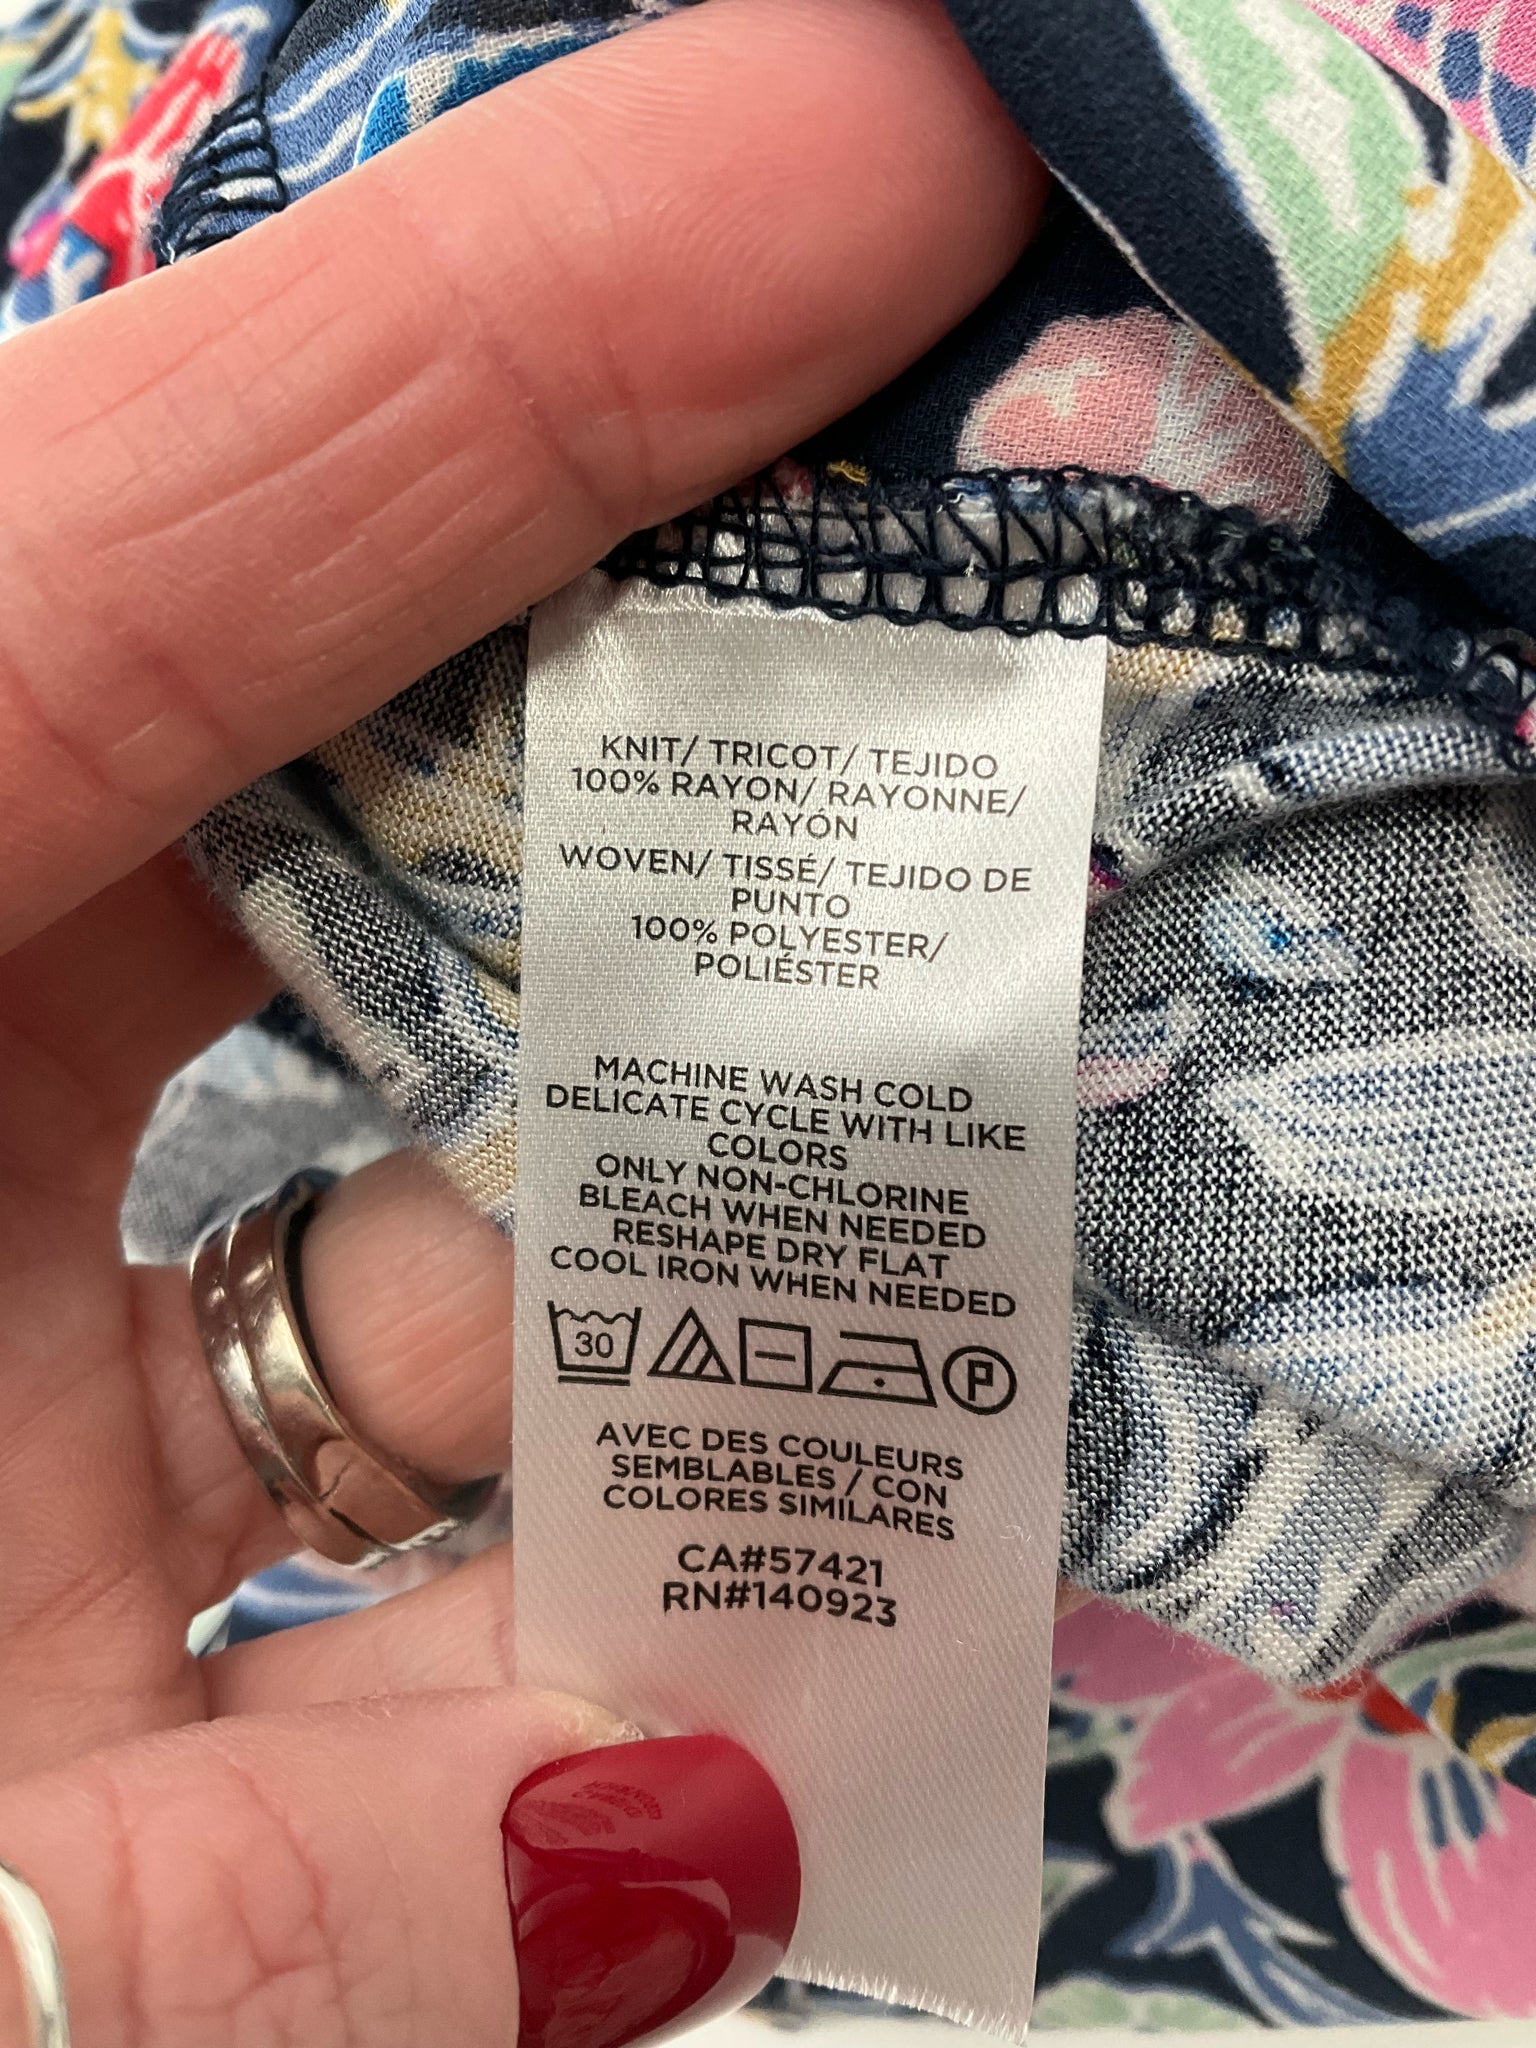 KNIT/ TRICOT/ TEJIDO
100% RAYON/ RAYONNE/
RAYÓN
WOVEN/ TISSÉ/ TEJIDO DE
PUNTO
100% POLYESTER/
POLIÉSTER
MACHINE WASH COLD
DELICATE CYCLE WITH LIKE
COLORS
ONLY NON-CHLORINE
BLEACH WHEN NEEDED
RESHAPE DRY FLAT
COOL IRON WHEN NEEDED
30 P
AVEC DES COULEURS
SEMBLABLES / CON
COLORES SIMILARES
CA#57421
RN#140923